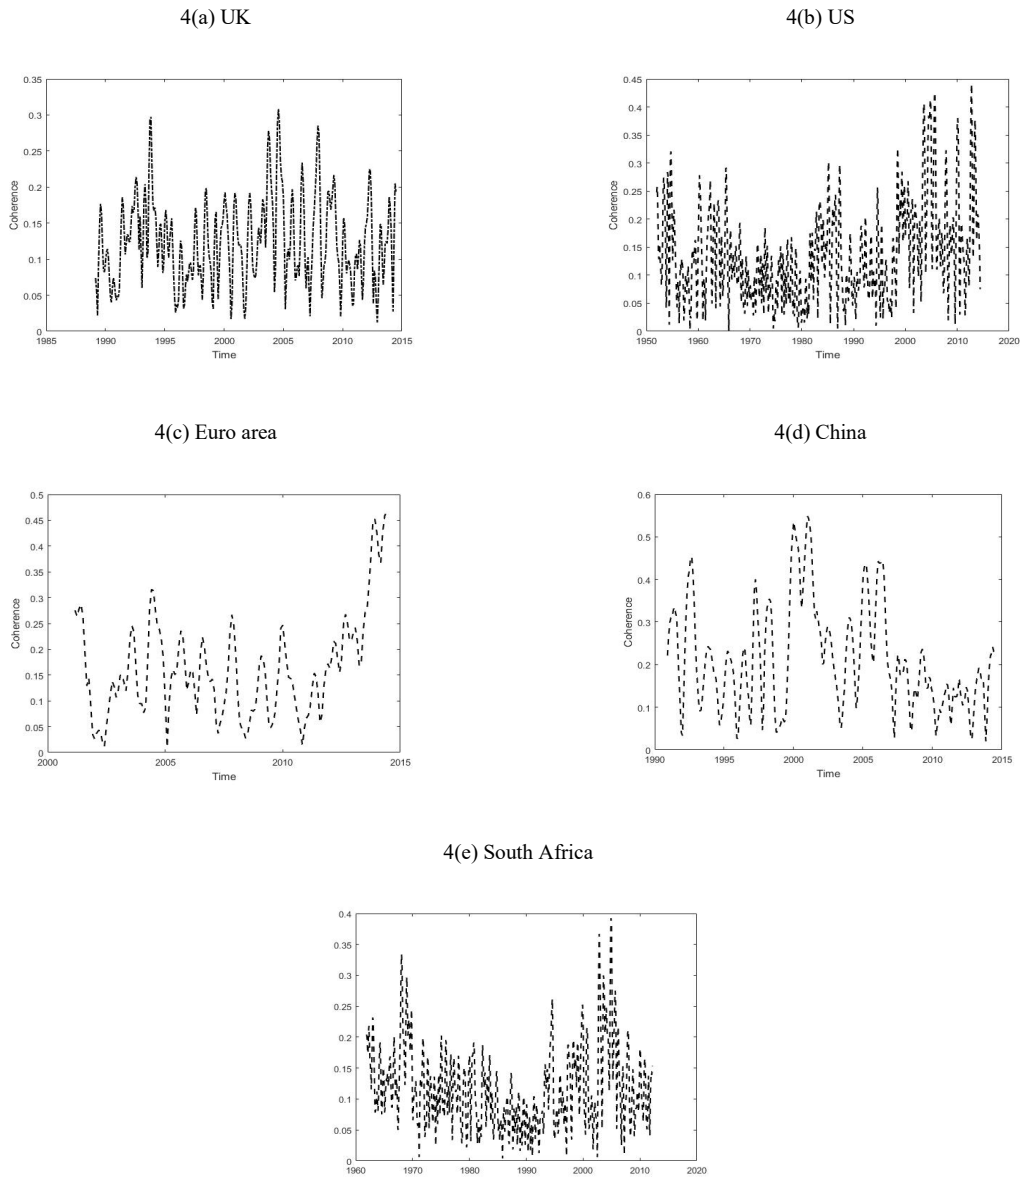 4(a) UK
4(b) US
0.35
0.3
0.25
0.2
0.15
0.1
0.05
0
Coherence
1985 1990 1995 2000 2005 2010 2015
Time
0.45
0.4
0.35
0.3
0.25
0.2
0.15
0.1
0.05
0
Coherence
1950 1960 1970 1980 1990 2000 2010 2020
Time
4(c) Euro area
4(d) China
0.5
0.45
0.4
0.35
0.3
0.25
0.2
0.15
0.1
0.05
0
Coherence
2000 2005 2010 2015
Time
0.6
0.5
0.4
0.3
0.2
0.1
0
Coherence
1990 1995 2000 2005 2010 2015
Time
4(e) South Africa
0.4
0.35
0.3
0.25
0.2
0.15
0.1
0.05
0
1960 1970 1980 1990 2000 2010 2020